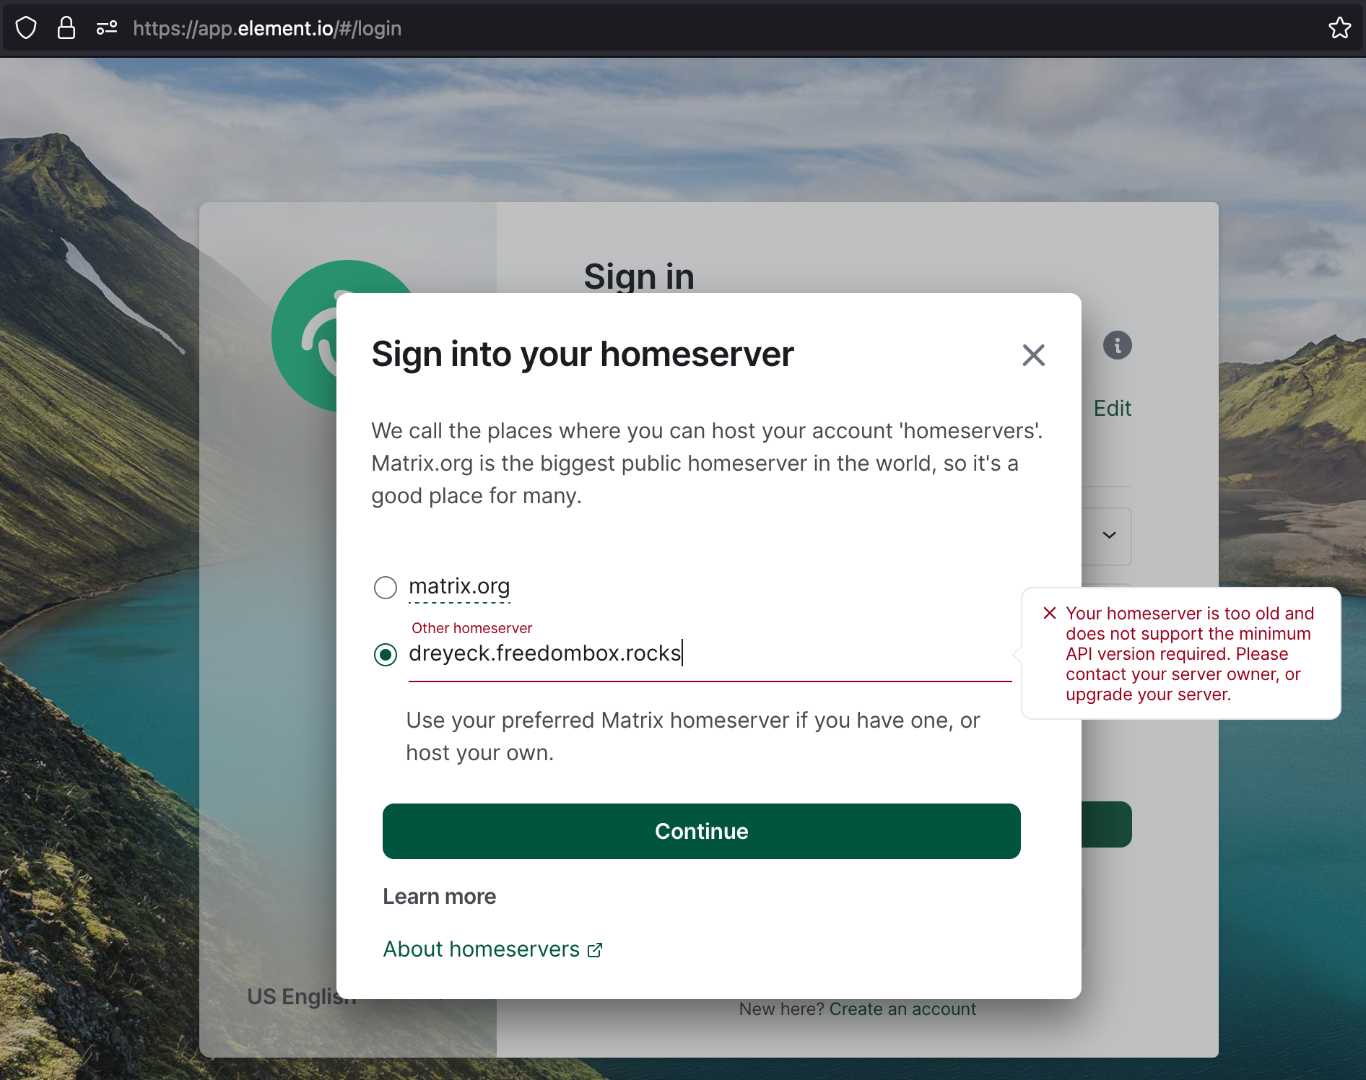 https://app.element.io/#/login
Sign in
Sign into your homeserver
Edit
We call the places where you can host your account 'homeservers'.
Matrix.org is the biggest public homeserver in the world, so it's a
good place for many.
matrix.org
Other homeserver
dreyeck.freedombox.rocks
Your homeserver is too old and
does not support the minimum
API version required. Please
contact your server owner, or
upgrade your server.
Use your preferred Matrix homeserver if you have one, or
host your own.
Continue
Learn more
About homeservers
US English
New here? Create an account